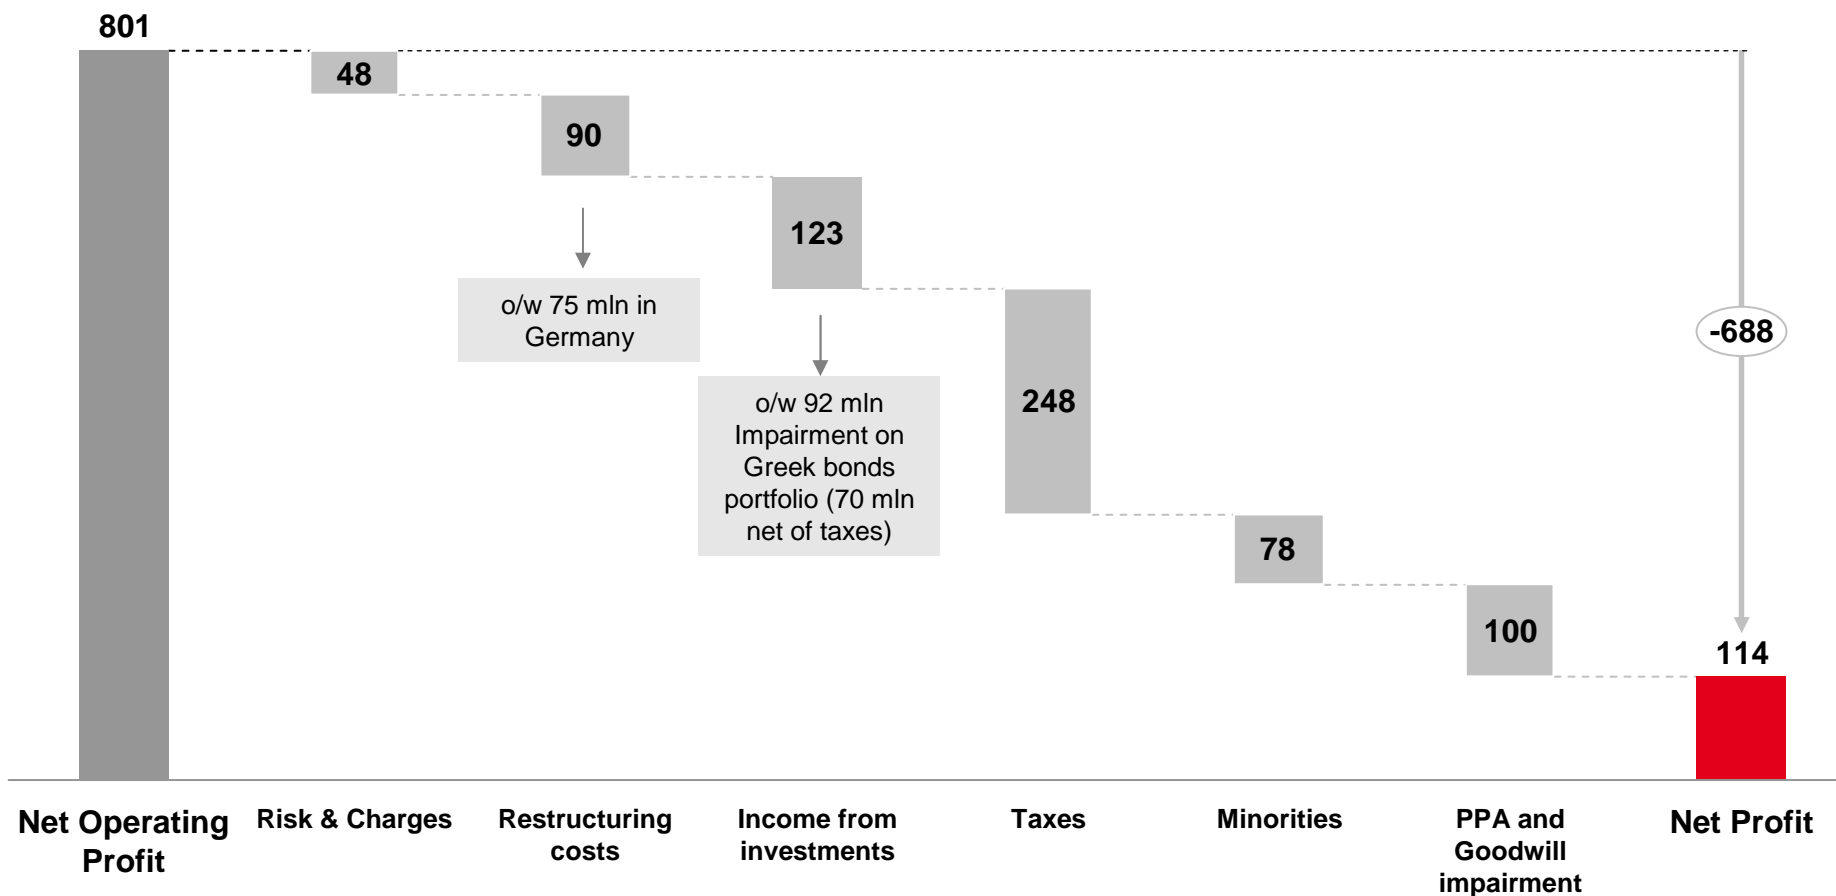 801
48
90
123
248
78
100
-688
114
o/w 75 mln in
Germany
o/w 92 mln
Impairment on
Greek bonds
portfolio (70 mln
net of taxes)
Net Operating
Profit
Risk & Charges
Restructuring
costs
Income from
investments
Taxes
Minorities
PPA and
Goodwill
impairment
Net Profit